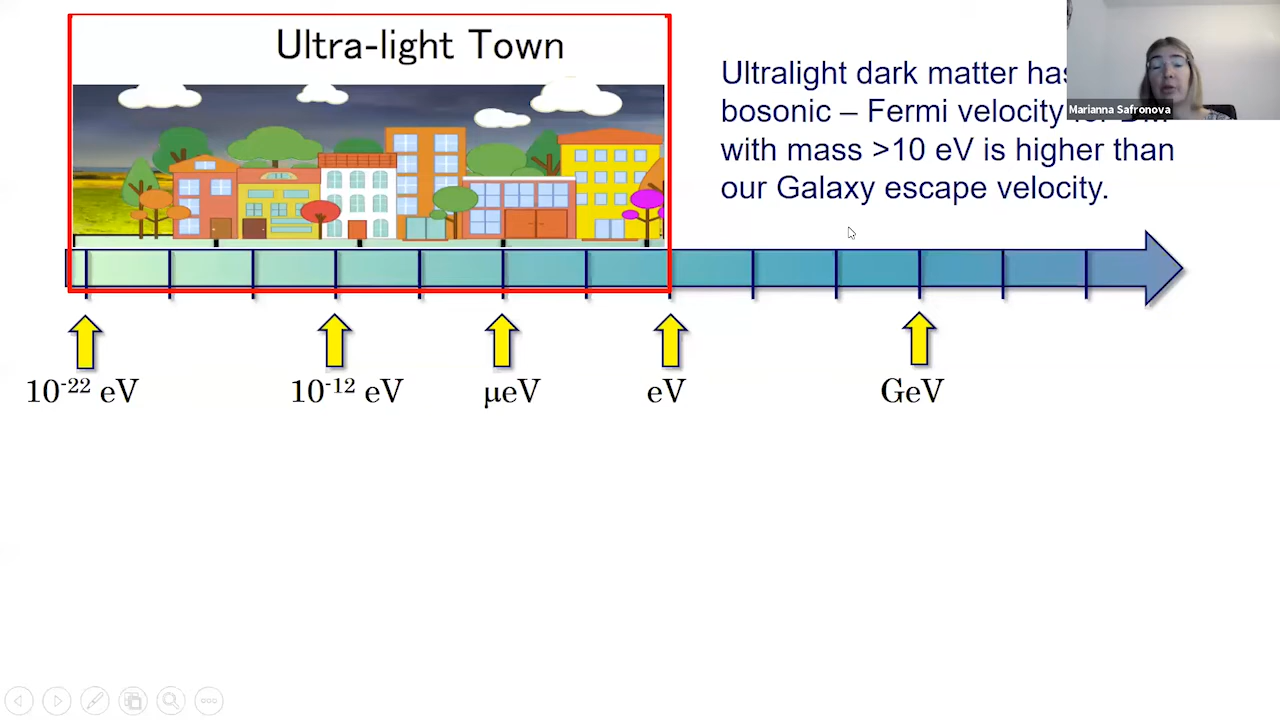 Ultra-light Town
Ultralight dark matter has
bosonic – Fermi velocity
with mass >10 eV is higher than
our Galaxy escape velocity.
Marianna Safronova
10-22 eV
10-12 eV
μeV
eV
GeV